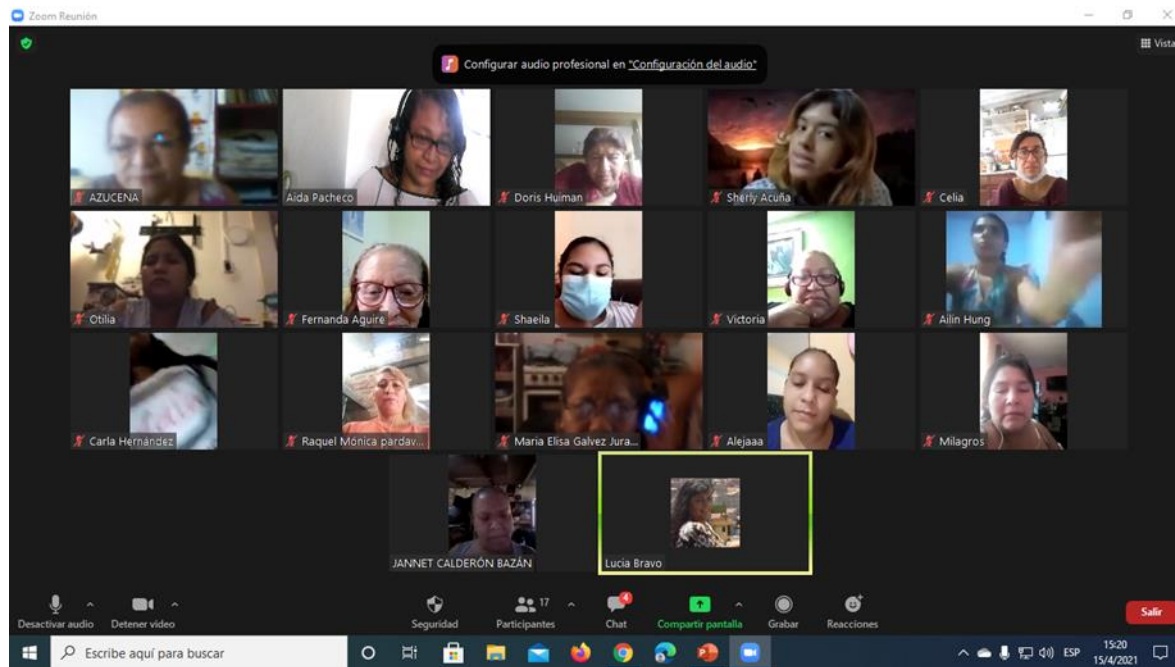 Zoom Reunión
Configurar audio profesional en "Configuración del audio"
Vista
AZUCENA
Aida Pacheco
Doris Huiman
Sherly Acuña
Celia
Otilia
Fernanda Aguire
Shaeila
Victoria
Ailin Hung
Carla Hernández
Raquel Mónica pardav...
Maria Elisa Galvez Jura...
Alejaaa
Milagros
JANNET CALDERÓN BAZÁN
Lucia Bravo
Desactivar audio
Detener video
Seguridad
17
Participantes
4
Chat
Compartir pantalla
Grabar
Reacciones
Salir
Escribe aquí para buscar
ESP
15:20
15/4/2021